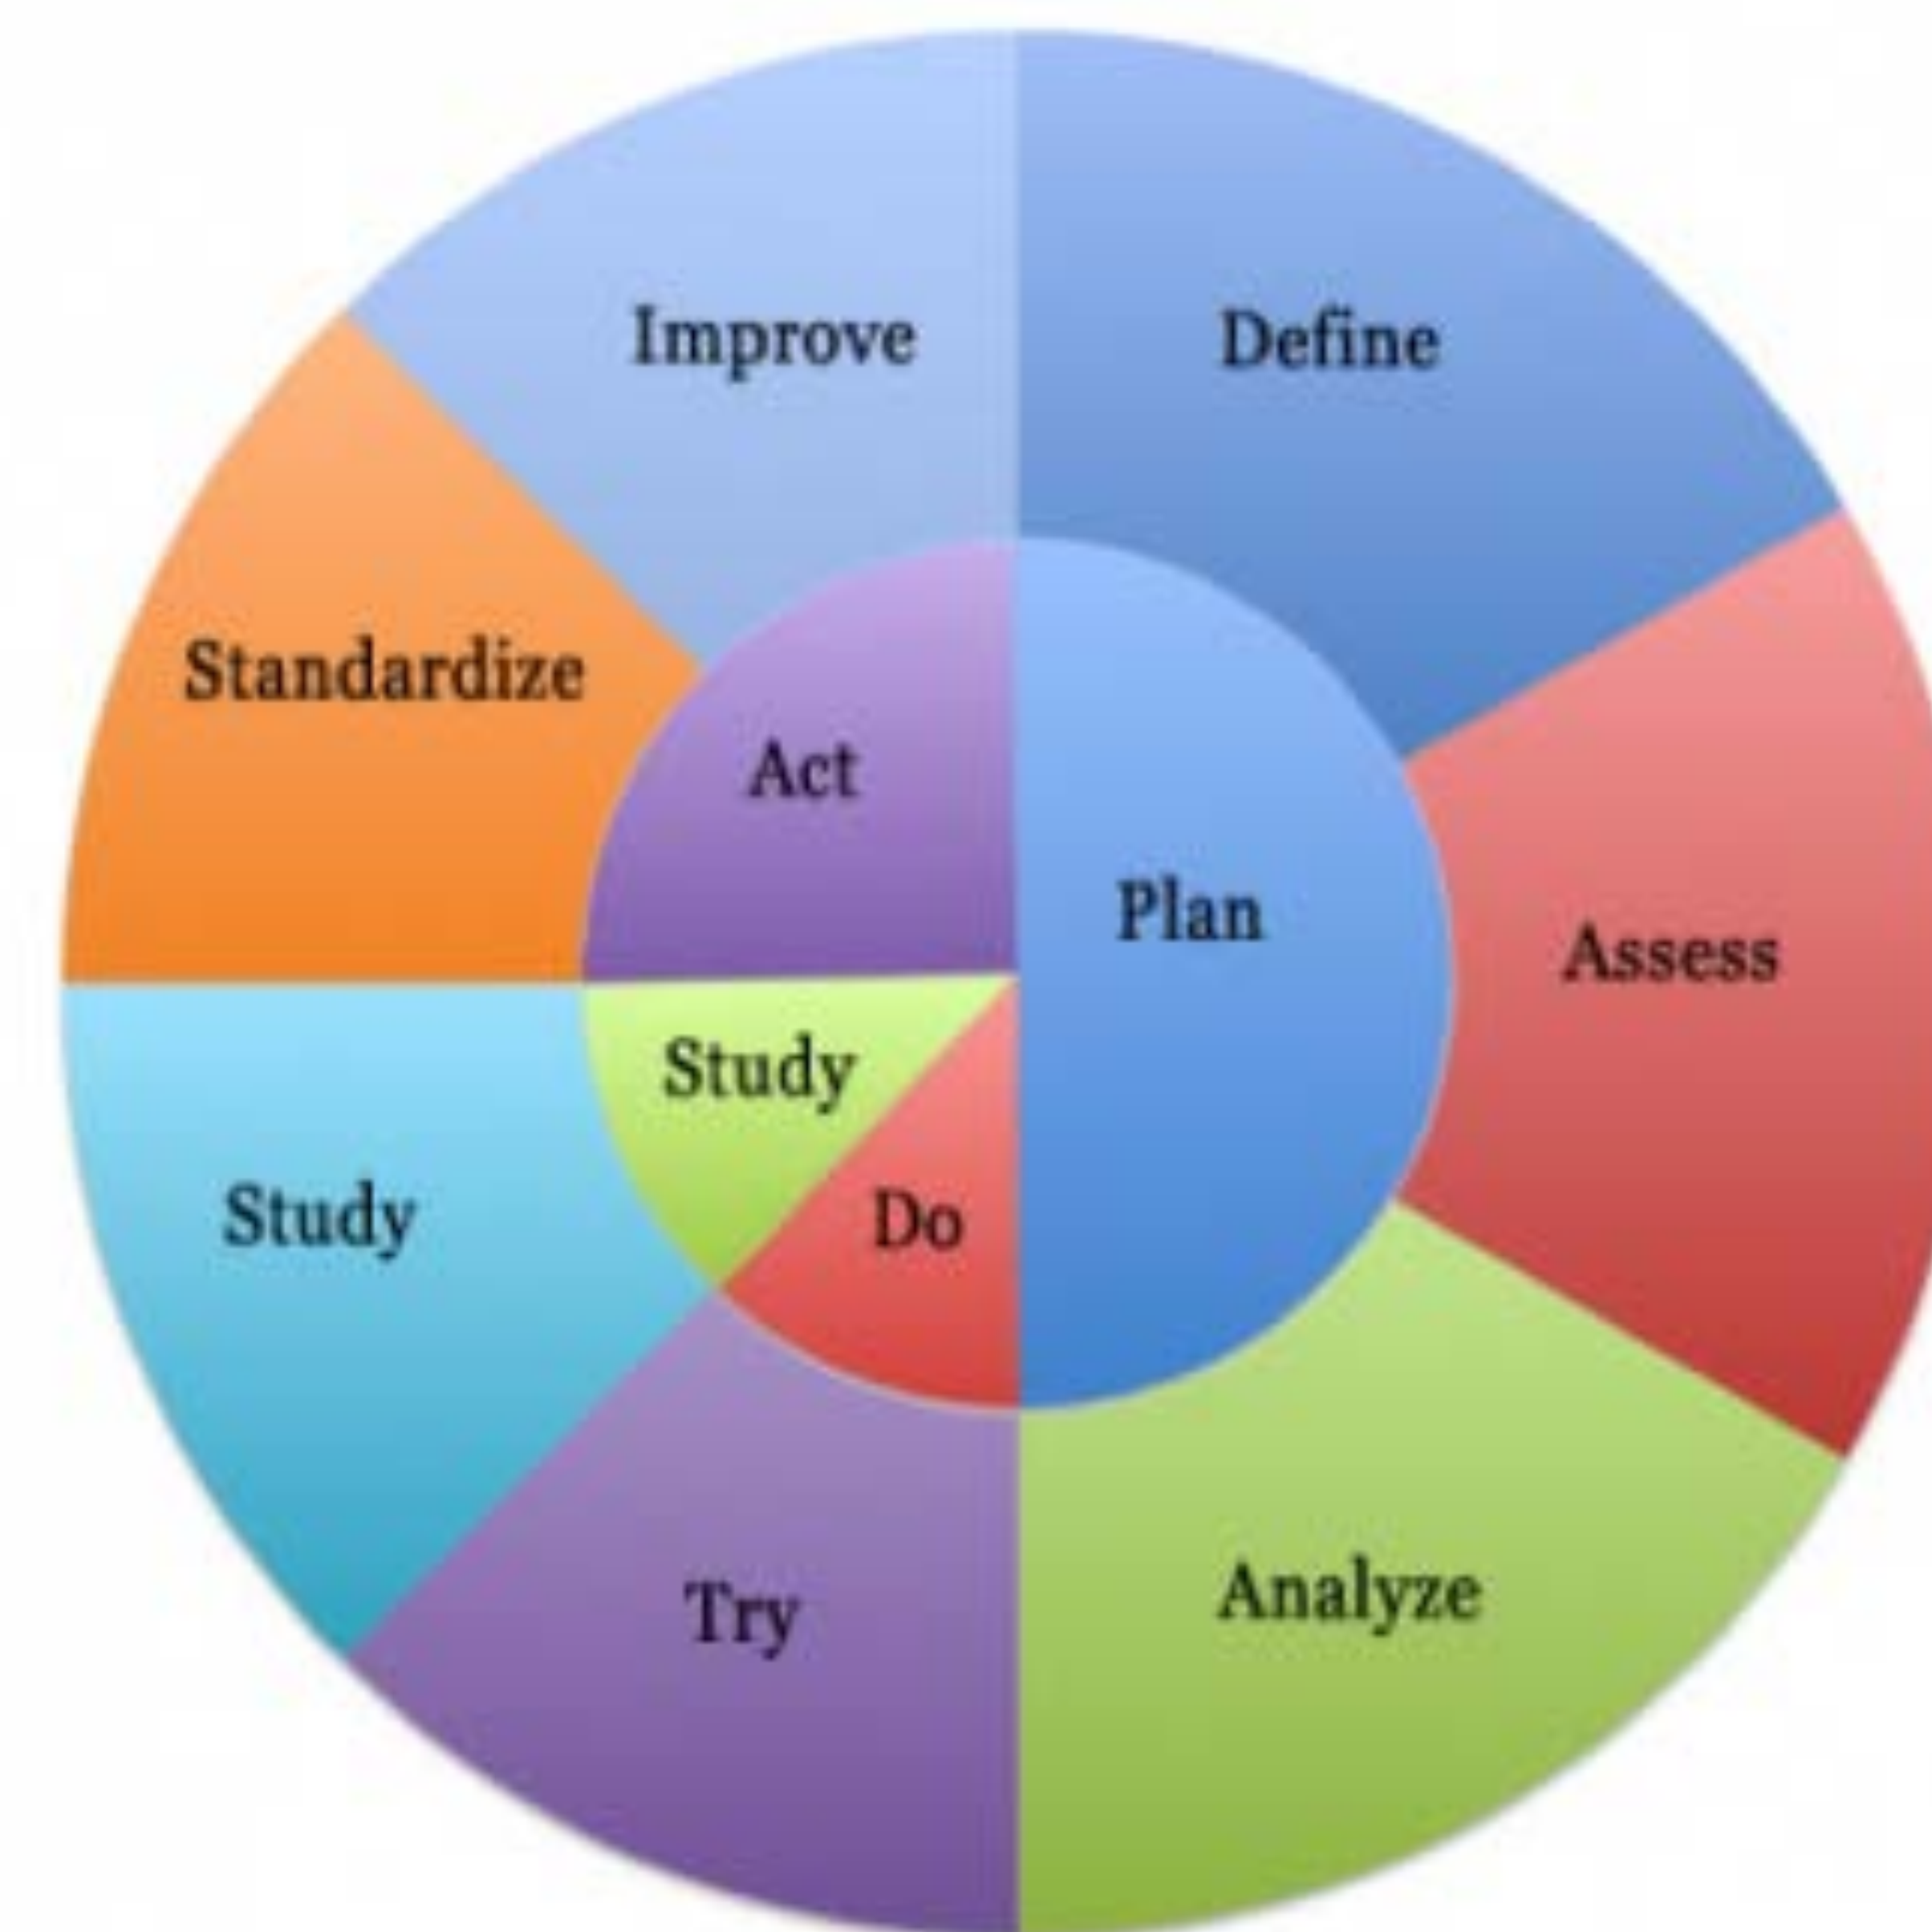 Improve
Define
Standardize
Act
Plan
Assess
Study
Study
Do
Try
Analyze